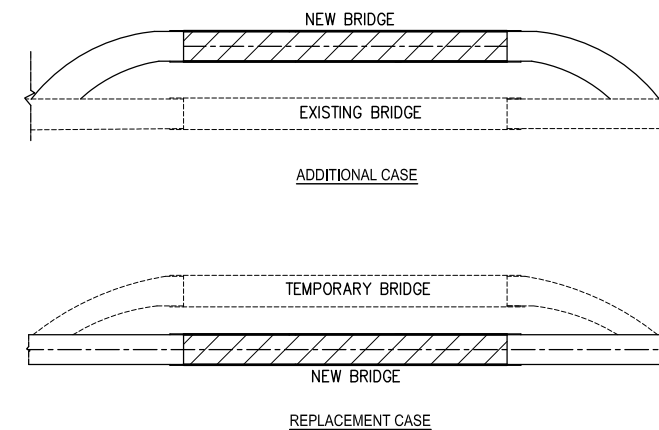 NEW BRIDGE
EXISTING BRIDGE
ADDITIONAL CASE
TEMPORARY BRIDGE
NEW BRIDGE
REPLACEMENT CASE